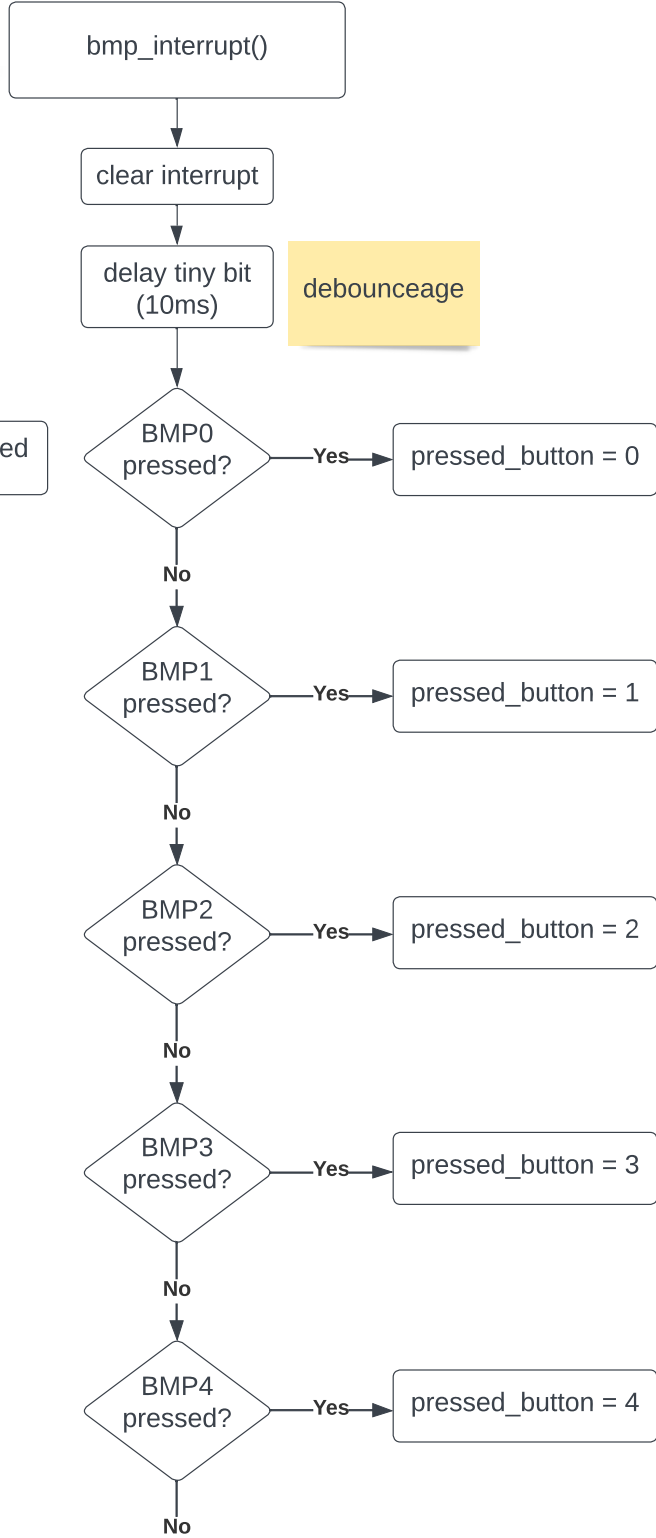 bmp_interrupt()
clear interrupt
delay tiny bit
(10ms)
debounceage
BMP0
pressed?
Yes
pressed_button = 0
ed
No
BMP1
pressed?
Yes
pressed_button = 1
No
BMP2
pressed?
Yes
pressed_button = 2
No
BMP3
pressed?
Yes
pressed_button = 3
No
BMP4
pressed?
Yes
pressed_button = 4
No